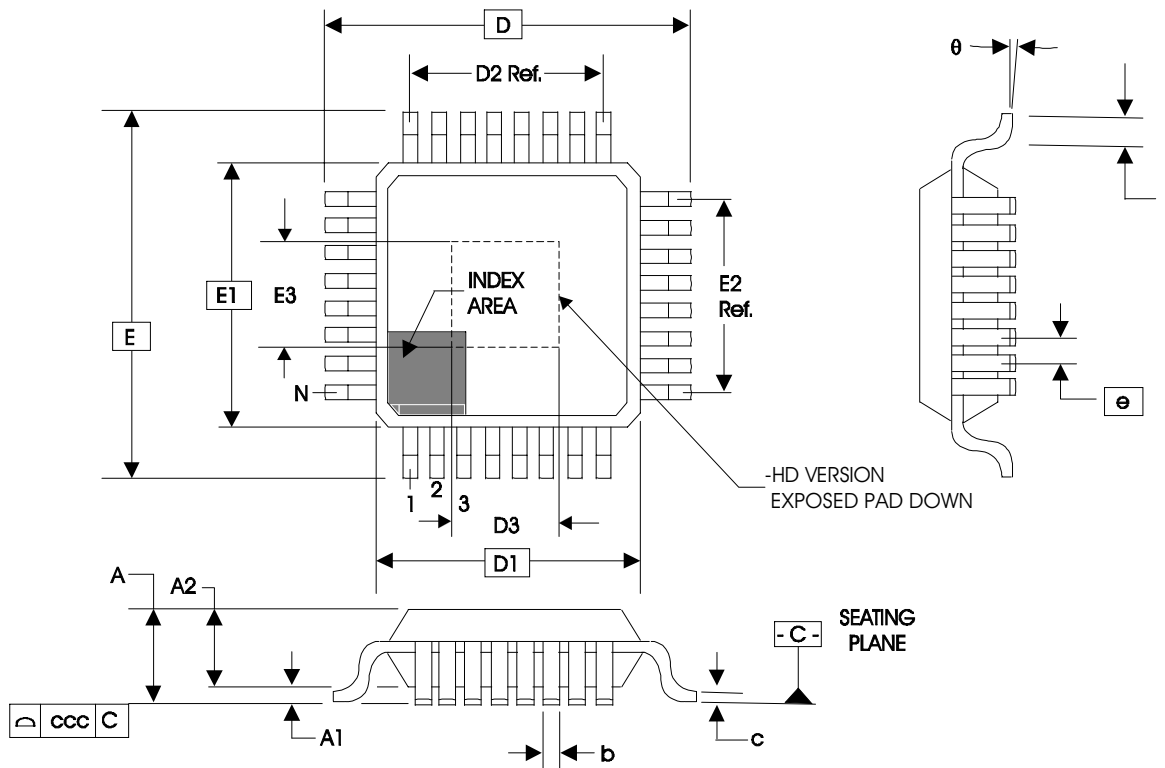 D
θ
D2 Ref.
E1
E3
INDEX
AREA
E2
Ref.
E
N
e
1
2
3
-HD VERSION
EXPOSED PAD DOWN
D3
D1
A
A2
-C-
SEATING
PLANE
⌓ ccc C
A1
b
c